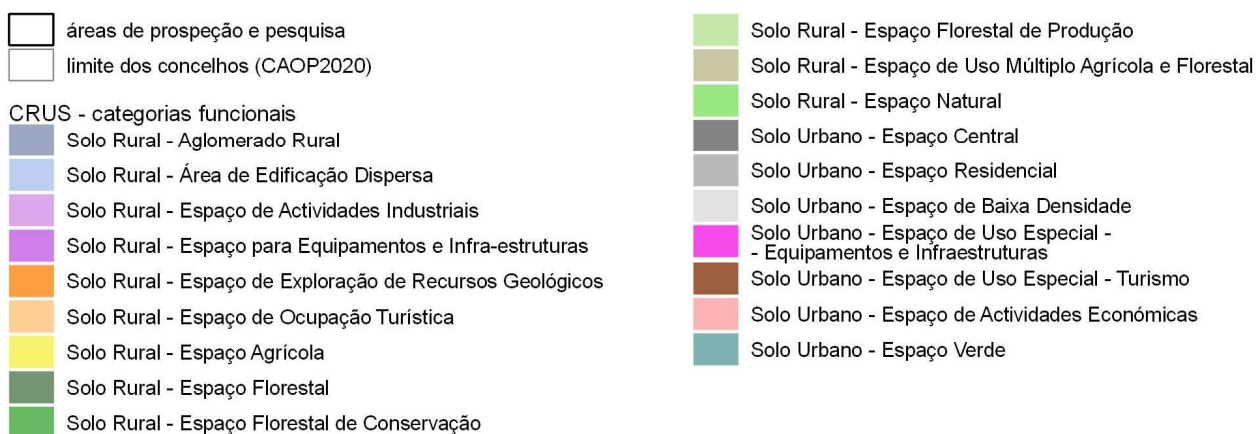 áreas de prospeção e pesquisa
limite dos concelhos (CAOP2020)
CRUS - categorias funcionais
Solo Rural - Aglomerado Rural
Solo Rural - Área de Edificação Dispersa
Solo Rural - Espaço de Actividades Industriais
Solo Rural - Espaço para Equipamentos e Infra-estruturas
Solo Rural - Espaço de Exploração de Recursos Geológicos
Solo Rural - Espaço de Ocupação Turística
Solo Rural - Espaço Agrícola
Solo Rural - Espaço Florestal
Solo Rural - Espaço Florestal de Conservação
Solo Rural - Espaço Florestal de Produção
Solo Rural - Espaço de Uso Múltiplo Agrícola e Florestal
Solo Rural - Espaço Natural
Solo Urbano - Espaço Central
Solo Urbano - Espaço Residencial
Solo Urbano - Espaço de Baixa Densidade
Solo Urbano - Espaço de Uso Especial -
- Equipamentos e Infraestruturas
Solo Urbano - Espaço de Uso Especial - Turismo
Solo Urbano - Espaço de Actividades Económicas
Solo Urbano - Espaço Verde